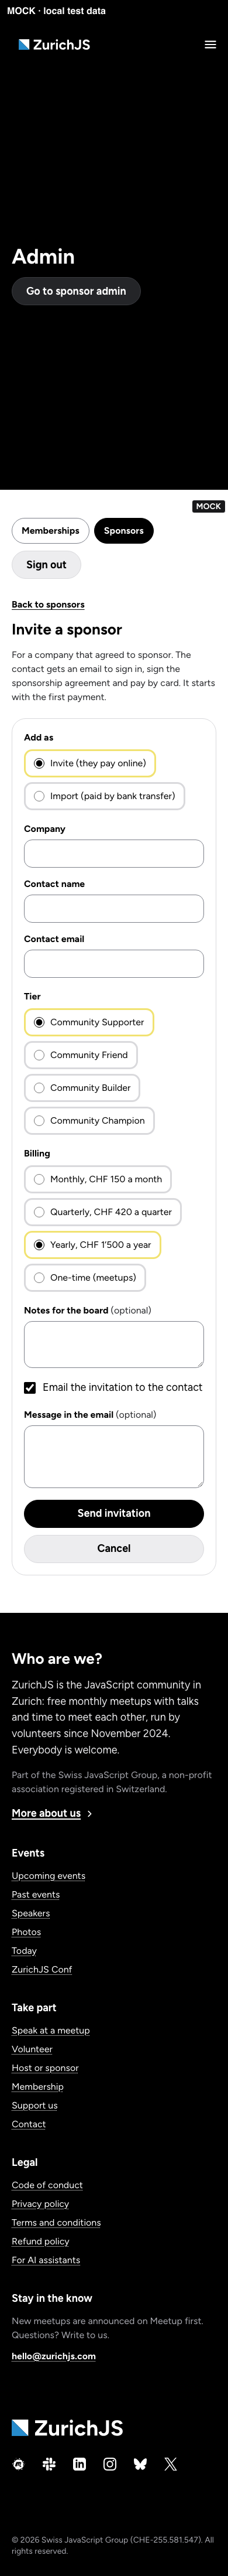 MOCK · local test data
ZurichJS
Admin
Go to sponsor admin
MOCK
Memberships
Sponsors
Sign out
Back to sponsors
Invite a sponsor
For a company that agreed to sponsor. The
contact gets an email to sign in, sign the
sponsorship agreement and pay by card. It starts
with the first payment.
Add as
Invite (they pay online)
Import (paid by bank transfer)
Company
Contact name
Contact email
Tier
Community Supporter
Community Friend
Community Builder
Community Champion
Billing
Monthly, CHF 150 a month
Quarterly, CHF 420 a quarter
Yearly, CHF 1'500 a year
One-time (meetups)
Notes for the board (optional)
Email the invitation to the contact
Message in the email (optional)
Send invitation
Cancel
Who are we?
ZurichJS is the JavaScript community in
Zurich: free monthly meetups with talks
and time to meet each other, run by
volunteers since November 2024.
Everybody is welcome.
Part of the Swiss JavaScript Group, a non-profit
association registered in Switzerland.
More about us
Events
Upcoming events
Past events
Speakers
Photos
Today
ZurichJS Conf
Take part
Speak at a meetup
Volunteer
Host or sponsor
Membership
Support us
Contact
Legal
Code of conduct
Privacy policy
Terms and conditions
Refund policy
For AI assistants
Stay in the know
New meetups are announced on Meetup first.
Questions? Write to us.
hello@zurichjs.com
ZurichJS
© 2026 Swiss JavaScript Group (CHE-255.581.547). All
rights reserved.